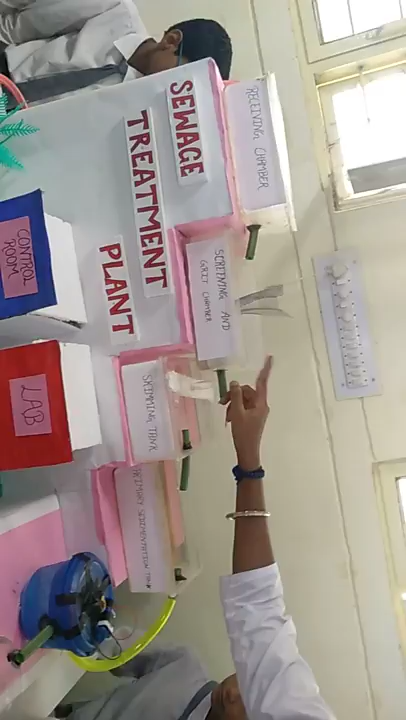 RECEIVING CHAMBER
SEWAGE
TREATMENT
PLANT
SCREENING AND
GRIT CHAMBER
SKIMMING TANK
PRIMARY SEDIMENTATION TANK
CONTROL
ROOM
LAB